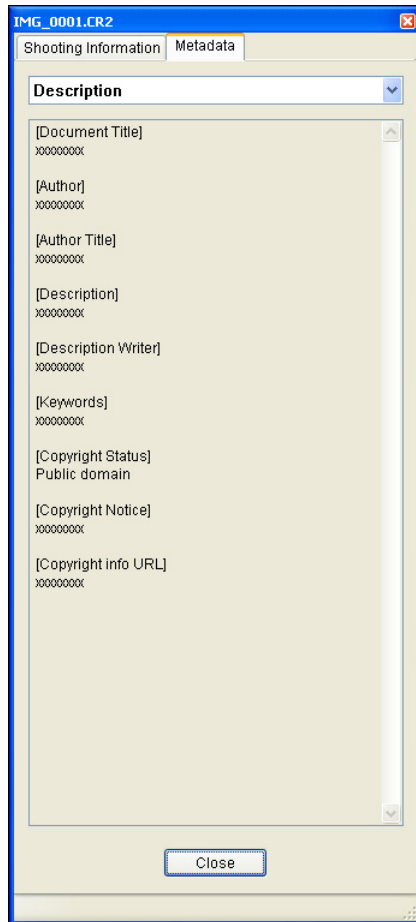 IMG_0001.CR2
Shooting Information
Metadata
Description
[Document Title]
xxxxxxxx
[Author]
xxxxxxxx
[Author Title]
xxxxxxxx
[Description]
xxxxxxxx
[Description Writer]
xxxxxxxx
[Keywords]
xxxxxxxx
[Copyright Status]
Public domain
[Copyright Notice]
xxxxxxxx
[Copyright info URL]
xxxxxxxx
Close